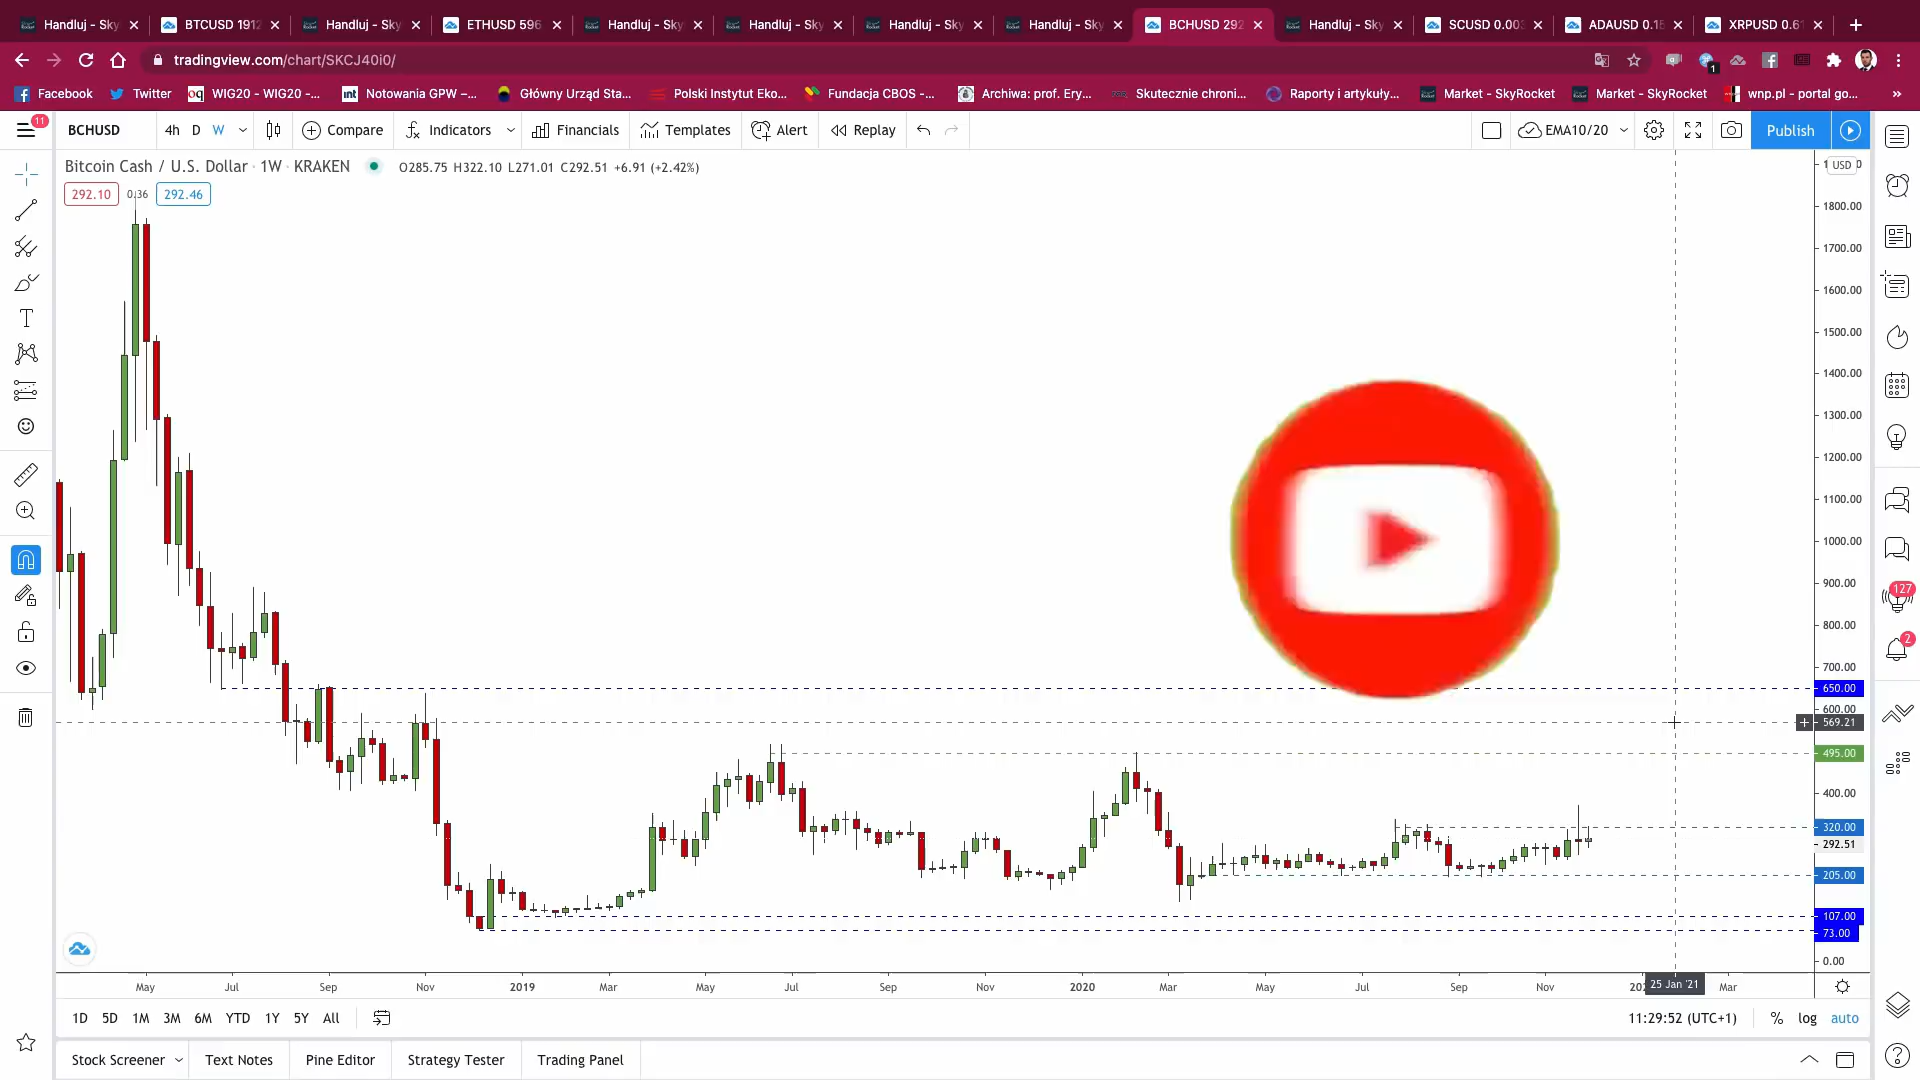 Handluj - Sky
BTCUSD 1912
Handluj - Sky
ETHUSD 596
Handluj - Sky
Handluj - Sky
Handluj - Sky
Handluj - Sky
BCHUSD 292
Handluj - Sky
SCUSD 0.003
ADAUSD 0.15
XRPUSD 0.61
tradingview.com/chart/SKCJ40i0/
1
Facebook
Twitter
WIG20 - WIG20 -...
Notowania GPW –...
Główny Urząd Sta...
Polski Instytut Eko...
Fundacja CBOS -...
Archiwa: prof. Ery...
Skutecznie chroni...
Raporty i artykuły...
Market - SkyRocket
Market - SkyRocket
wnp.pl - portal go...
11
BCHUSD
4h D W
Compare
Indicators
Financials
Templates
Alert
Replay
EMA10/20
Publish
Bitcoin Cash / U.S. Dollar · 1W · KRAKEN
O285.75 H322.10 L271.01 C292.51 +6.91 (+2.42%)
292.10 0.36 292.46
USD
1800.00
1700.00
1600.00
1500.00
1400.00
1300.00
1200.00
1100.00
1000.00
900.00
800.00
700.00
650.00
600.00
569.21
495.00
400.00
320.00
292.51
205.00
107.00
73.00
0.00
127
2
May Jul Sep Nov 2019 Mar May Jul Sep Nov 2020 Mar May Jul Sep Nov 25 Jan '21 Mar
1D 5D 1M 3M 6M YTD 1Y 5Y All
11:29:52 (UTC+1) % log auto
Stock Screener Text Notes Pine Editor Strategy Tester Trading Panel